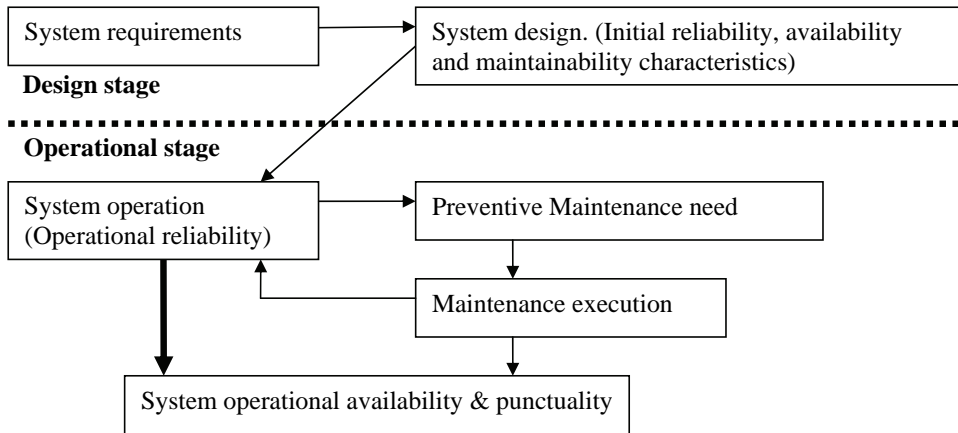 System requirements
System design. (Initial reliability, availability
and maintainability characteristics)
Design stage
Operational stage
System operation
(Operational reliability)
Preventive Maintenance need
Maintenance execution
System operational availability & punctuality